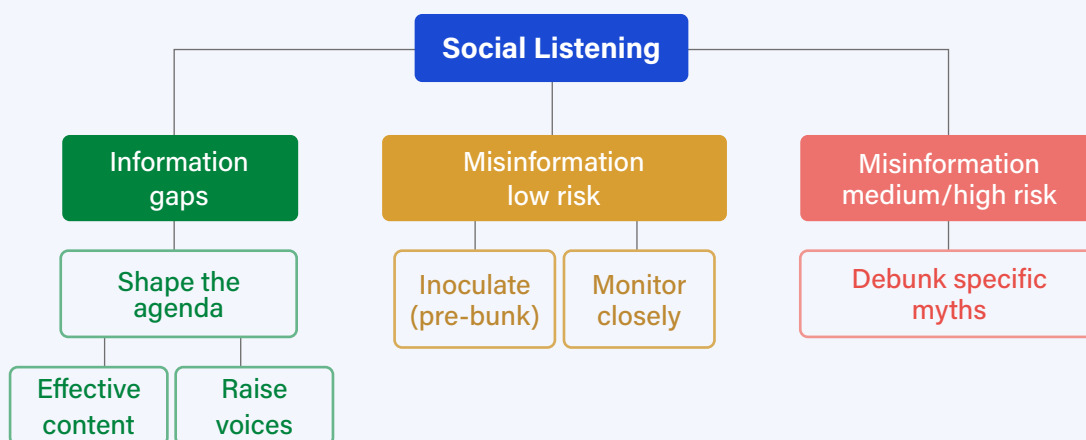 Social Listening
Information
gaps
Misinformation
low risk
Misinformation
medium/high risk
Shape the
agenda
Inoculate
(pre-bunk)
Monitor
closely
Debunk specific
myths
Effective
content
Raise
voices